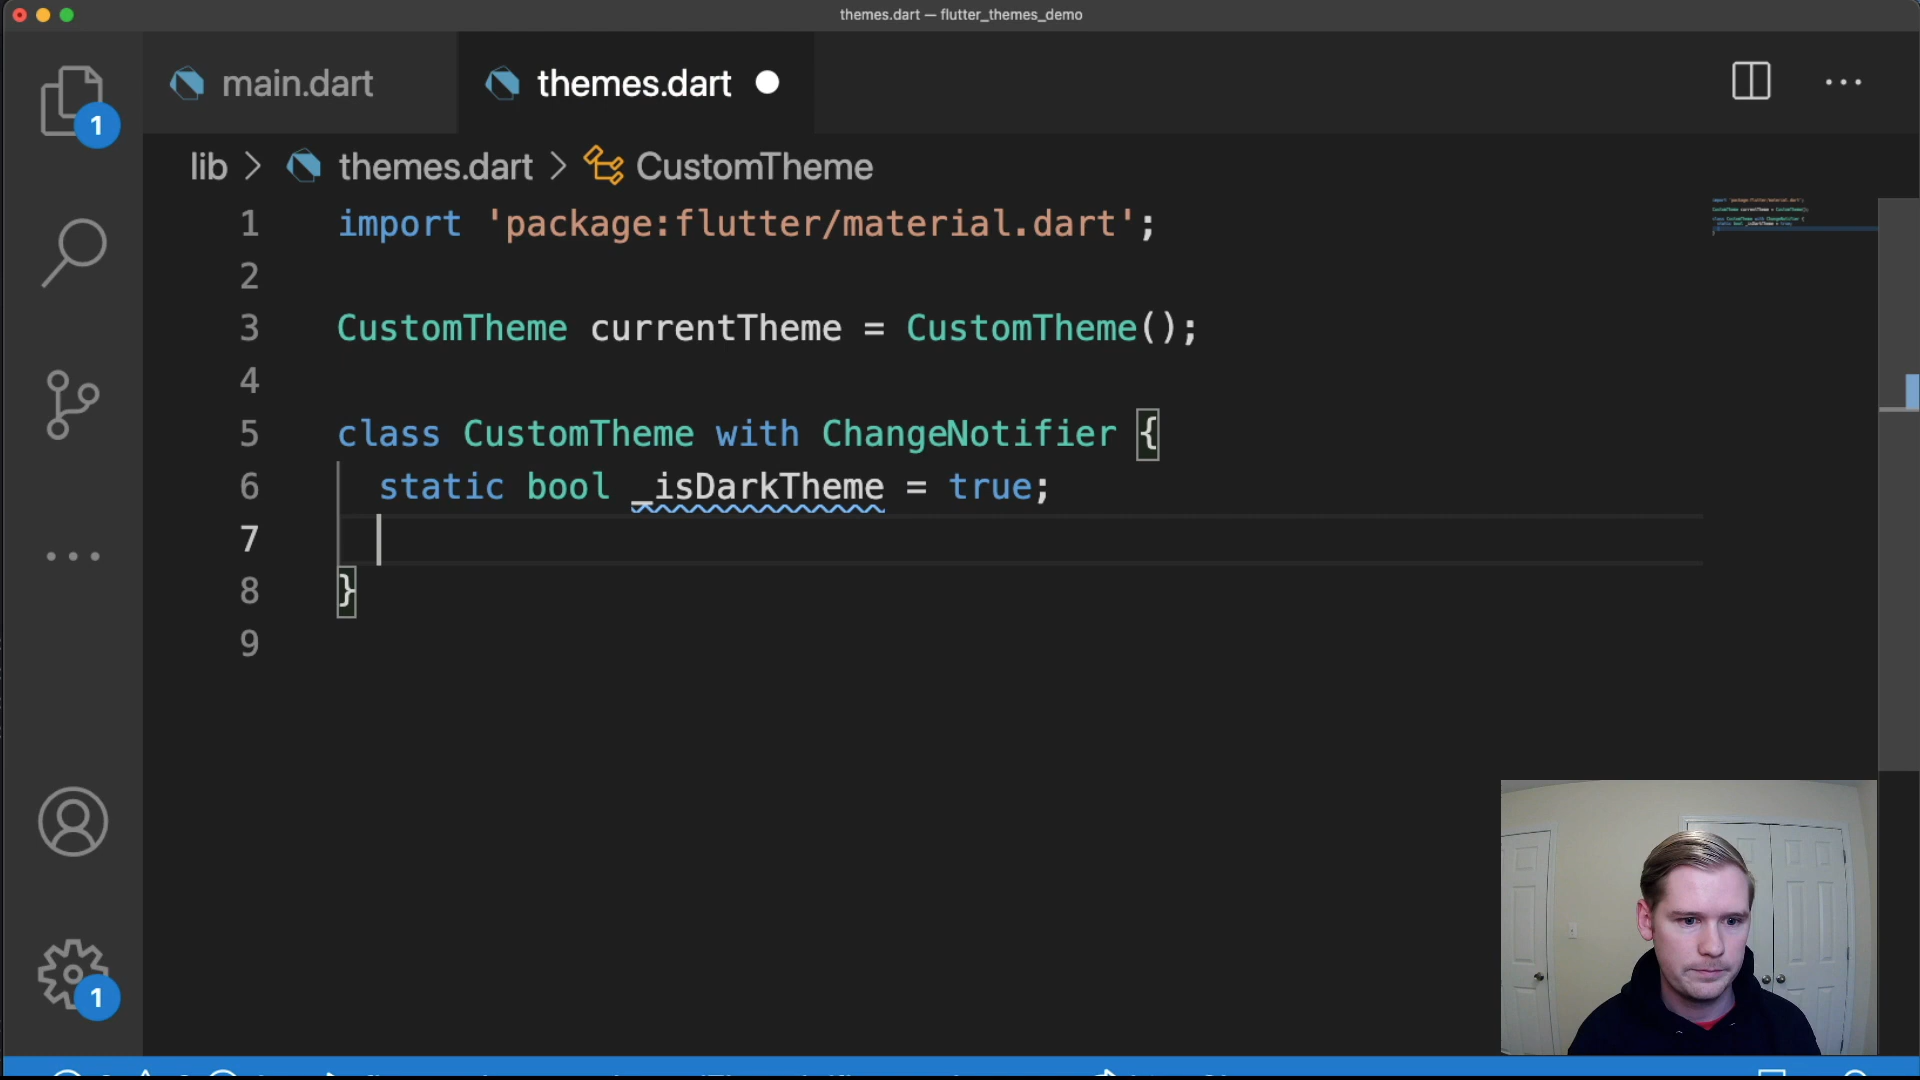 themes.dart — flutter_themes_demo
main.dart
themes.dart
1
lib > themes.dart > CustomTheme
1 import 'package:flutter/material.dart';
2
3 CustomTheme currentTheme = CustomTheme();
4
5 class CustomTheme with ChangeNotifier {
6 static bool _isDarkTheme = true;
7
8 }
9
1